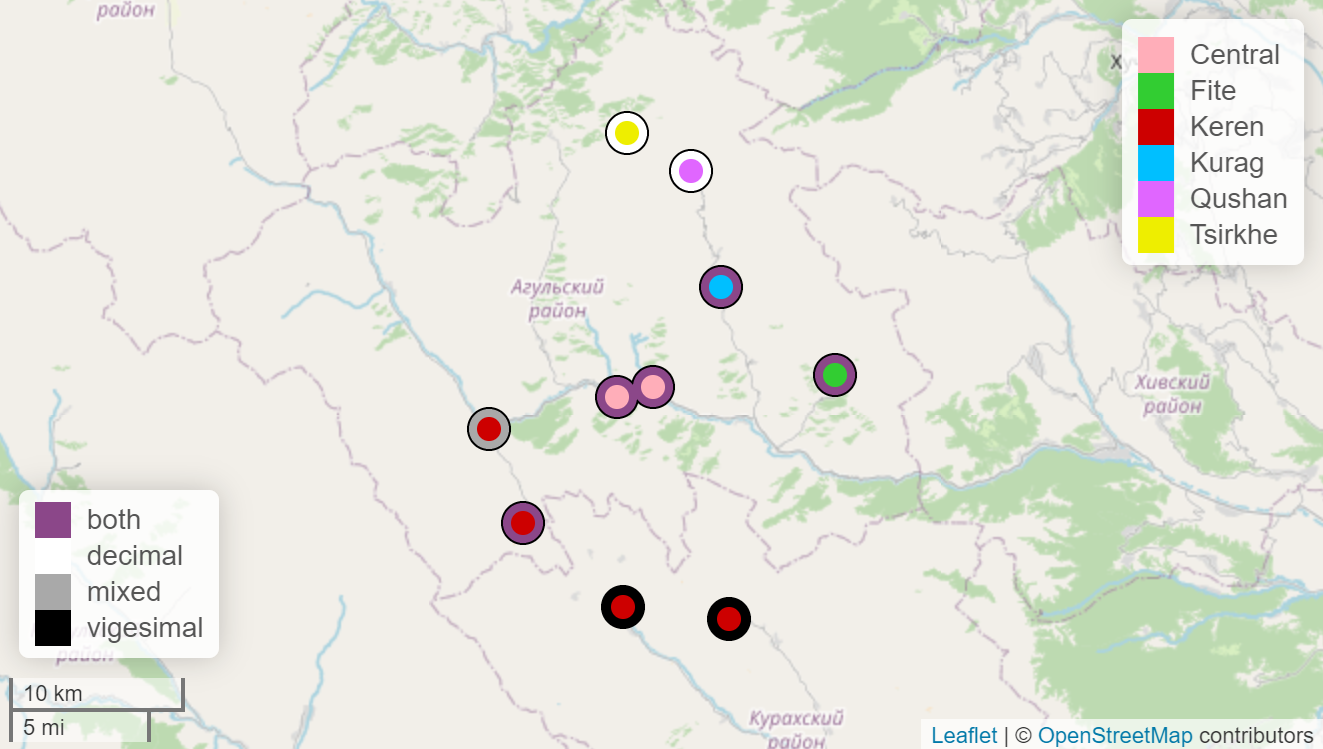 район
Central
Fite
Keren
Kurag
Qushan
Tsirkhe
Агульский
район
Хивский
район
both
decimal
mixed
vigesimal
район
10 km
5 mi
Курахский
район
Leaflet | © OpenStreetMap contributors